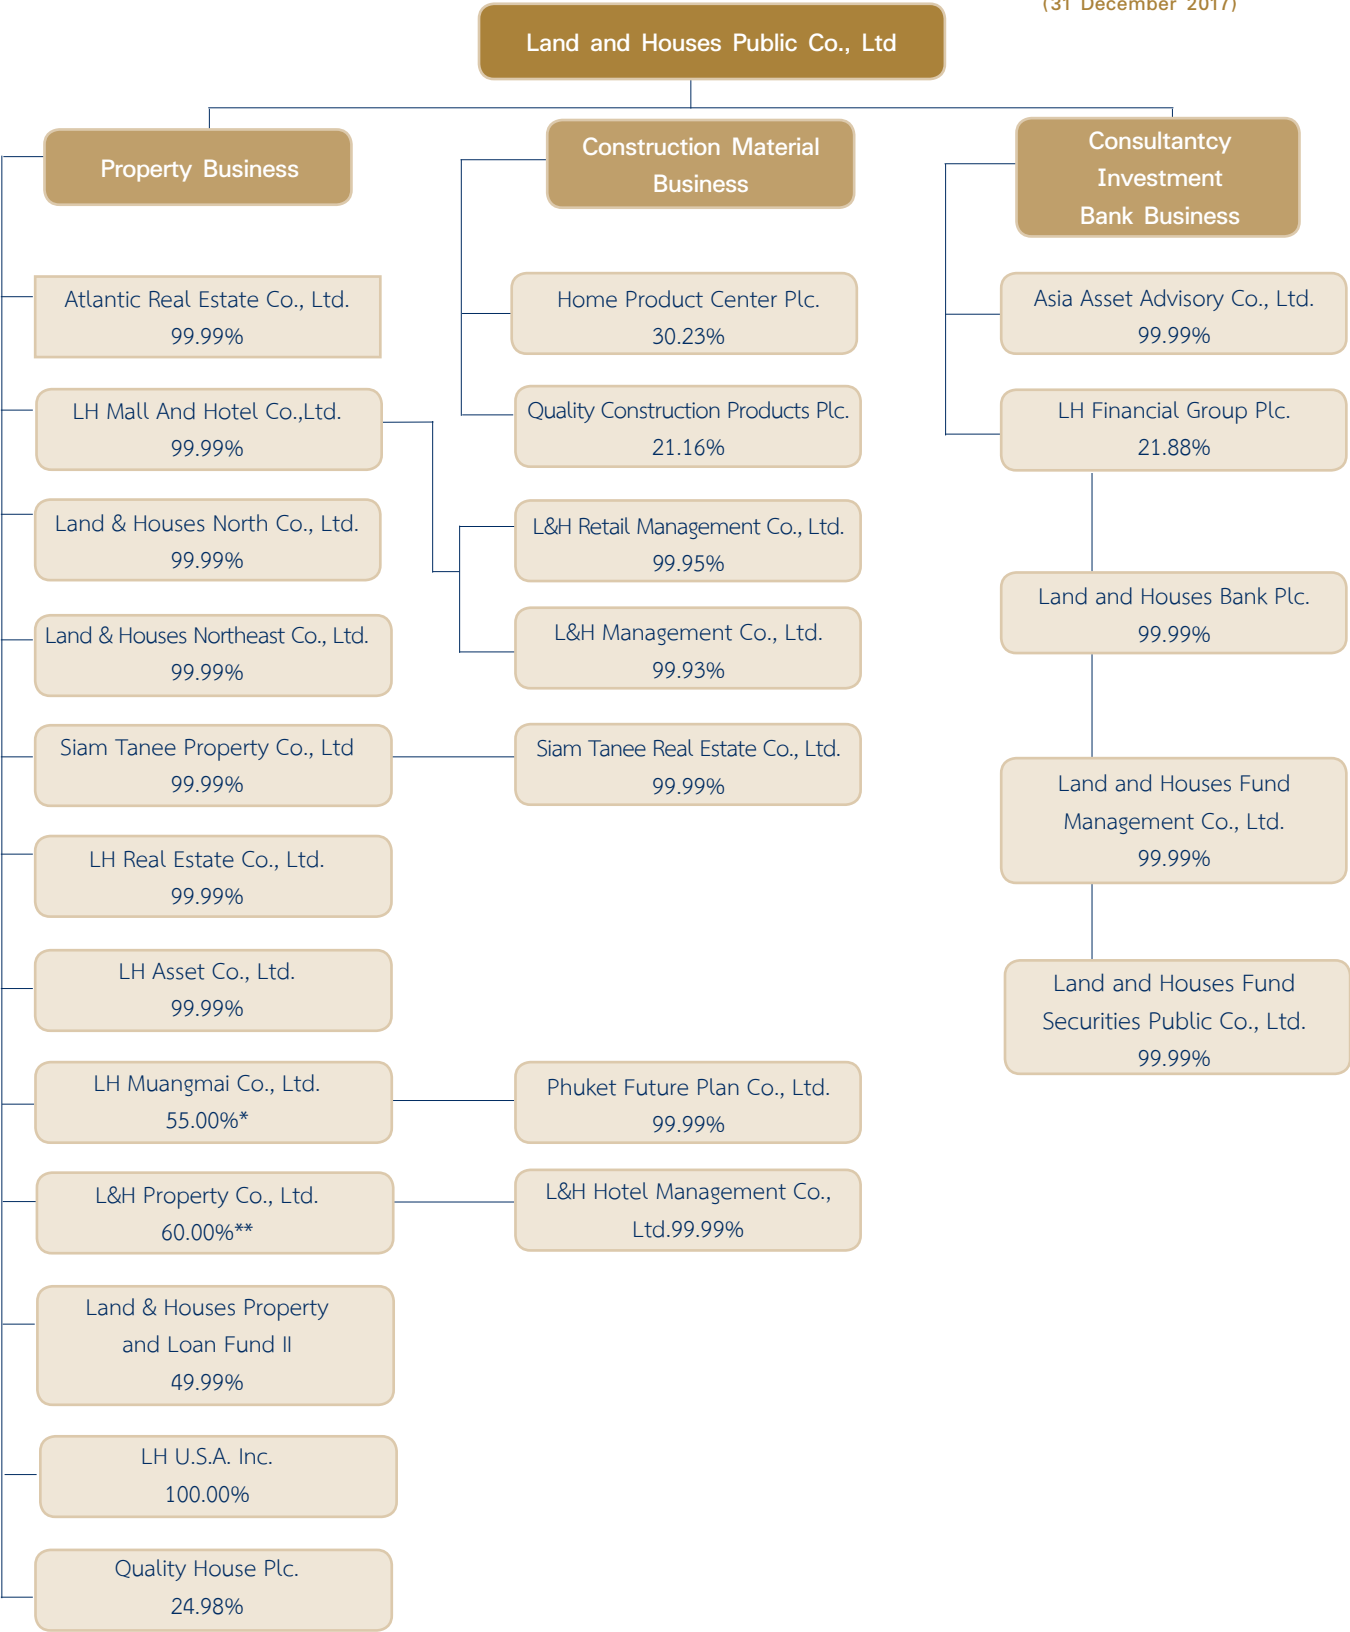 (31 December 2017)
Land and Houses Public Co., Ltd
Property Business
Construction Material
Business
Consultantcy
Investment
Bank Business
Atlantic Real Estate Co., Ltd.
99.99%
LH Mall And Hotel Co.,Ltd.
99.99%
Land & Houses North Co., Ltd.
99.99%
Land & Houses Northeast Co., Ltd.
99.99%
Siam Tanee Property Co., Ltd
99.99%
LH Real Estate Co., Ltd.
99.99%
LH Asset Co., Ltd.
99.99%
LH Muangmai Co., Ltd.
55.00%*
L&H Property Co., Ltd.
60.00%**
Land & Houses Property
and Loan Fund II
49.99%
LH U.S.A. Inc.
100.00%
Quality House Plc.
24.98%
Home Product Center Plc.
30.23%
Quality Construction Products Plc.
21.16%
L&H Retail Management Co., Ltd.
99.95%
L&H Management Co., Ltd.
99.93%
Siam Tanee Real Estate Co., Ltd.
99.99%
Phuket Future Plan Co., Ltd.
99.99%
L&H Hotel Management Co.,
Ltd.99.99%
Asia Asset Advisory Co., Ltd.
99.99%
LH Financial Group Plc.
21.88%
Land and Houses Bank Plc.
99.99%
Land and Houses Fund
Management Co., Ltd.
99.99%
Land and Houses Fund
Securities Public Co., Ltd.
99.99%